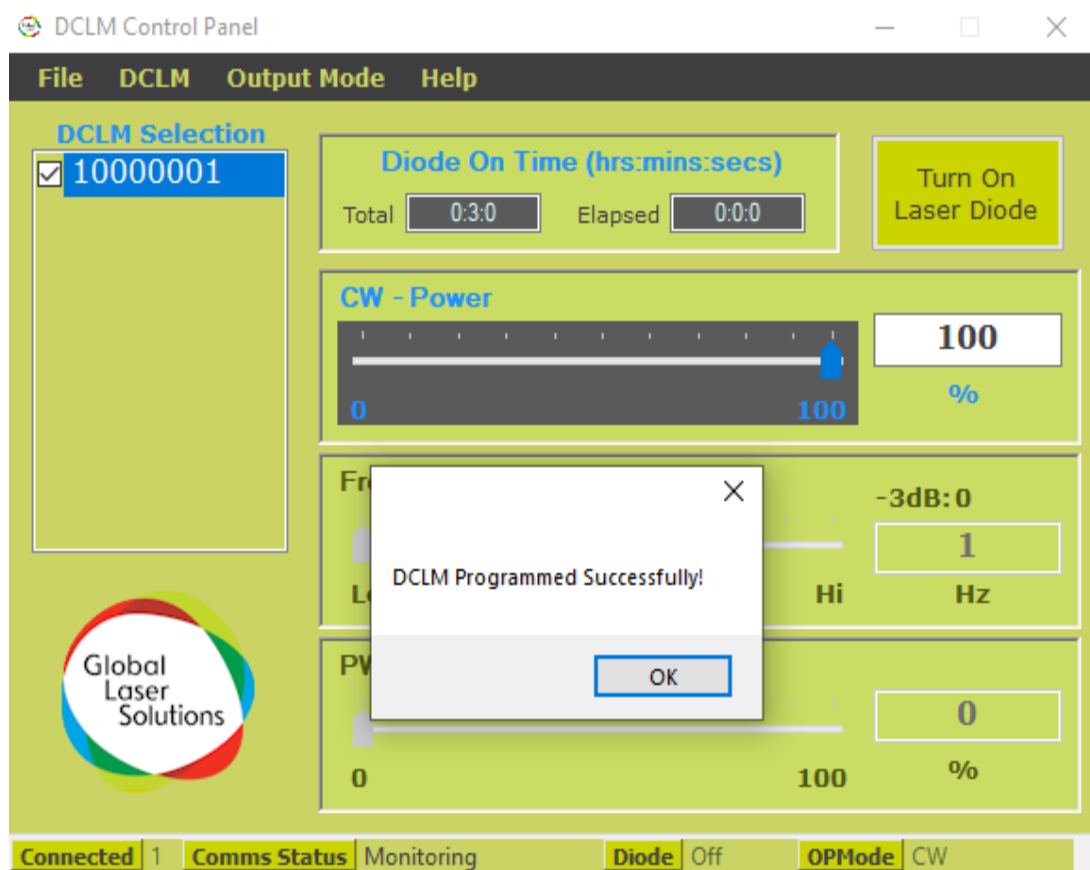 DCLM Control Panel
File DCLM Output Mode Help
DCLM Selection
10000001
Diode On Time (hrs:mins:secs)
Total 0:3:0 Elapsed 0:0:0
Turn On
Laser Diode
CW - Power
0 100
100
%
-3dB: 0
1
Hi
Hz
DCLM Programmed Successfully!
OK
0
0 100
%
Global
Laser
Solutions
Connected 1 Comms Status Monitoring Diode Off OPMode CW